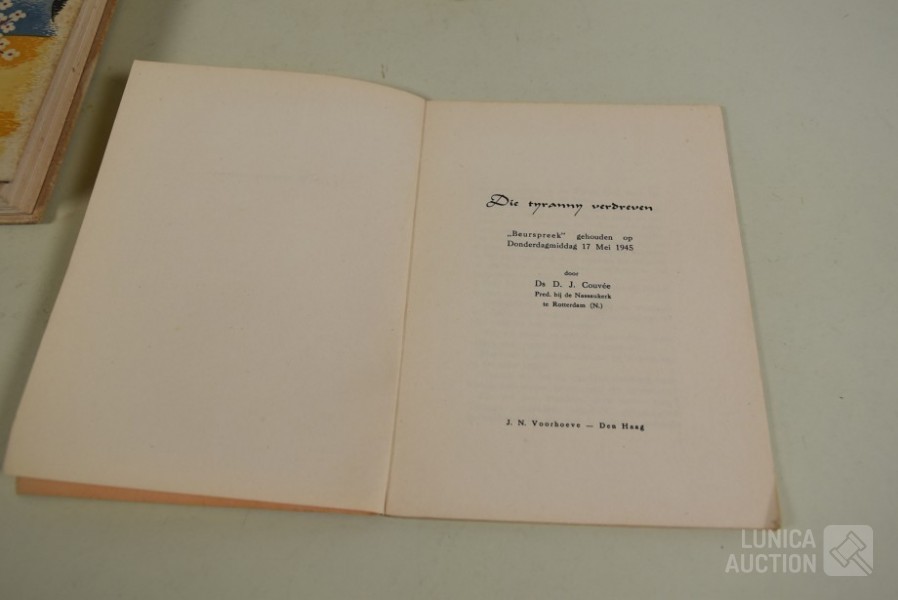 Die tyranny verdreven
„Beurspreek" gehouden op
Donderdagmiddag 17 Mei 1945
door
Ds D. J. Couvée
Pred. bij de Nassaukerk
te Rotterdam (N.)
J. N. Voorhoeve — Den Haag
LUNICA
AUCTION